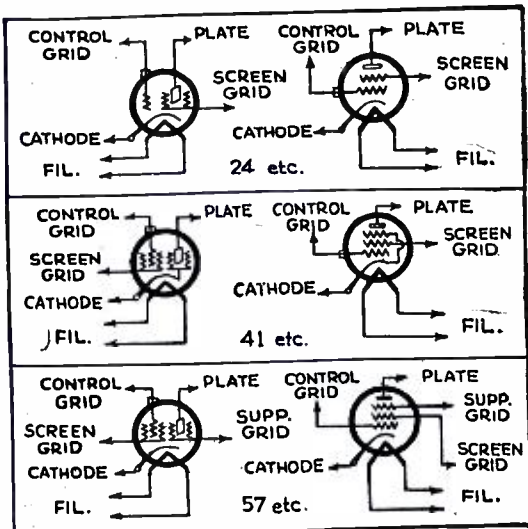 CONTROL GRID
PLATE
SCREEN GRID
CATHODE
FIL.
CONTROL GRID
PLATE
SCREEN GRID
CATHODE
FIL.
24 etc.
CONTROL GRID
PLATE
SCREEN GRID
CATHODE
FIL.
CONTROL GRID
PLATE
SCREEN GRID
CATHODE
FIL.
41 etc.
CONTROL GRID
PLATE
SCREEN GRID
SUPP. GRID
CATHODE
FIL.
CONTROL GRID
PLATE
SUPP. GRID
SCREEN GRID
CATHODE
FIL.
57 etc.